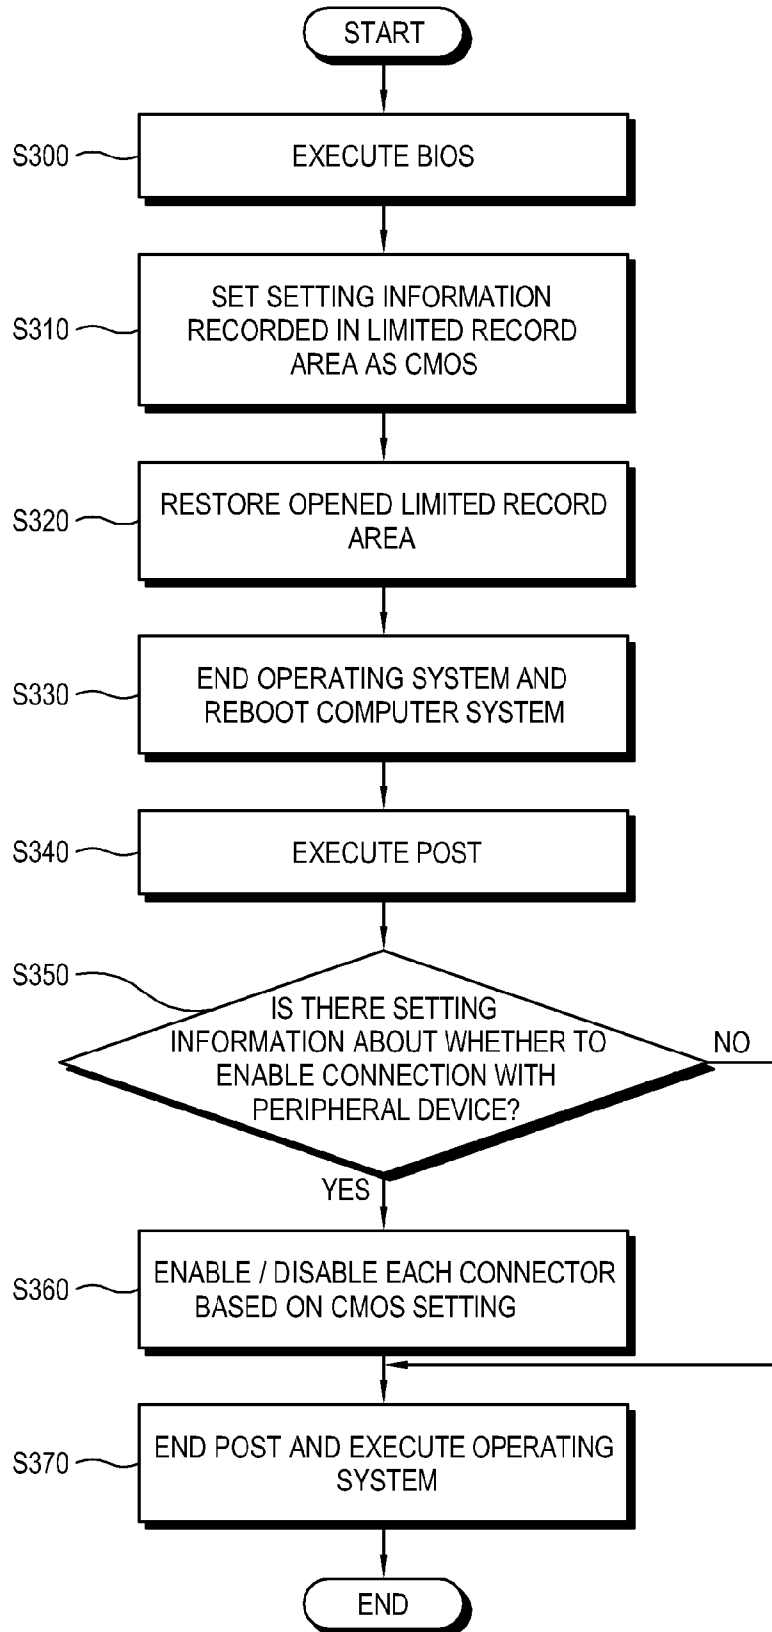 START
S300
EXECUTE BIOS
S310
SET SETTING INFORMATION
RECORDED IN LIMITED RECORD
AREA AS CMOS
S320
RESTORE OPENED LIMITED RECORD
AREA
S330
END OPERATING SYSTEM AND
REBOOT COMPUTER SYSTEM
S340
EXECUTE POST
S350
IS THERE SETTING
INFORMATION ABOUT WHETHER TO
ENABLE CONNECTION WITH
PERIPHERAL DEVICE?
NO
YES
S360
ENABLE / DISABLE EACH CONNECTOR
BASED ON CMOS SETTING
S370
END POST AND EXECUTE OPERATING
SYSTEM
END